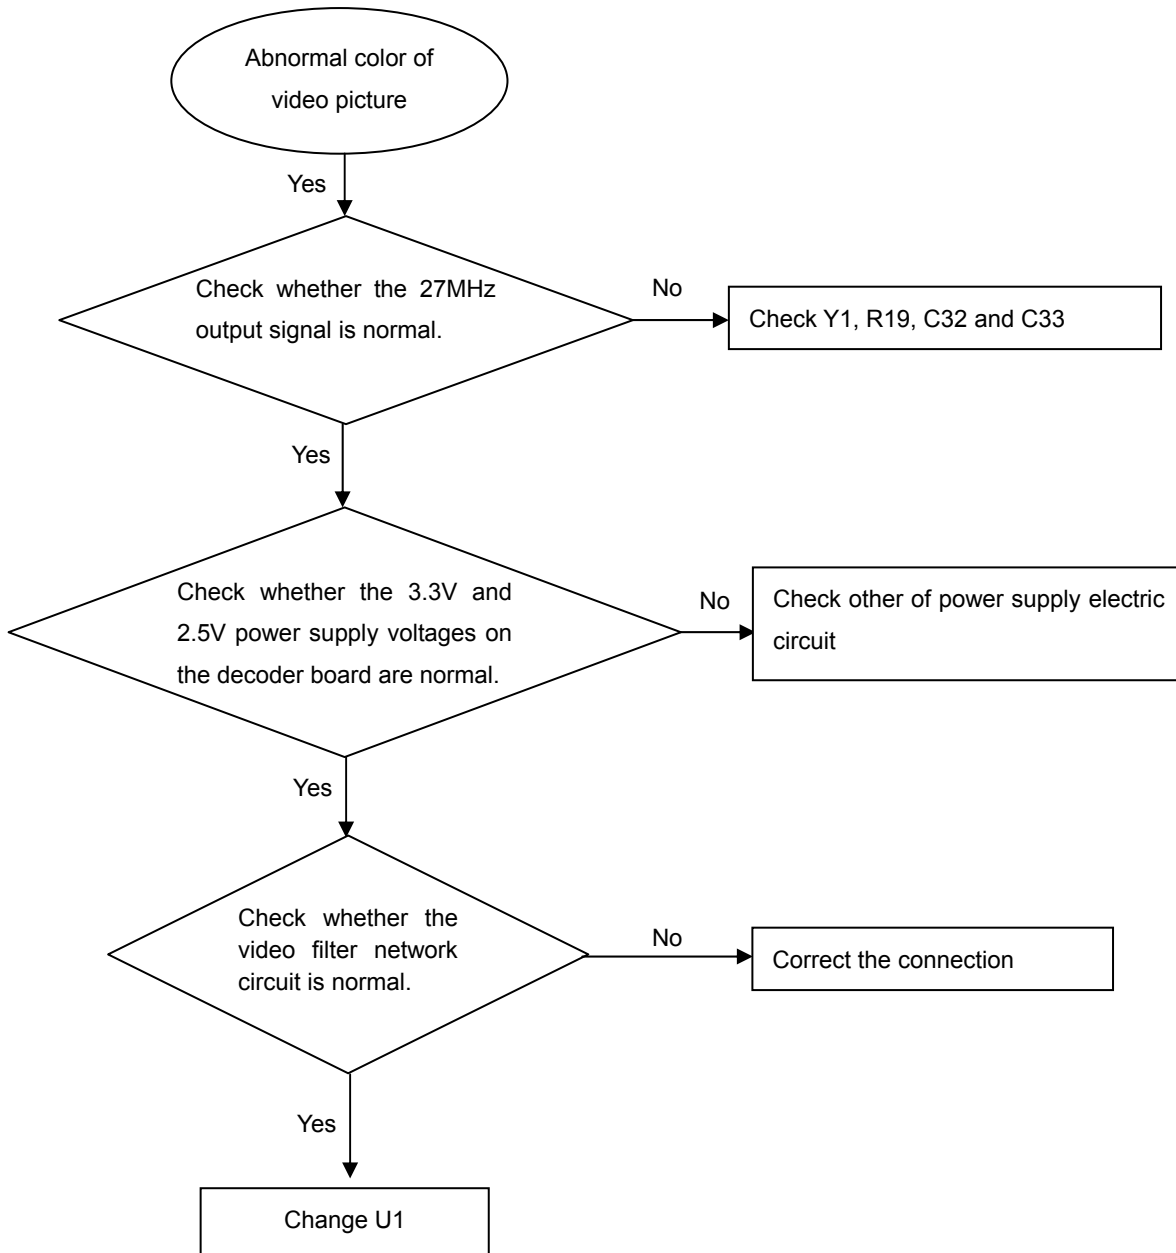 Abnormal color of
video picture
Yes
Check whether the 27MHz
output signal is normal.
No
Check Y1, R19, C32 and C33
Yes
Check whether the 3.3V and
2.5V power supply voltages on
the decoder board are normal.
No
Check other of power supply electric
circuit
Yes
Check whether the
video filter network
circuit is normal.
No
Correct the connection
Yes
Change U1